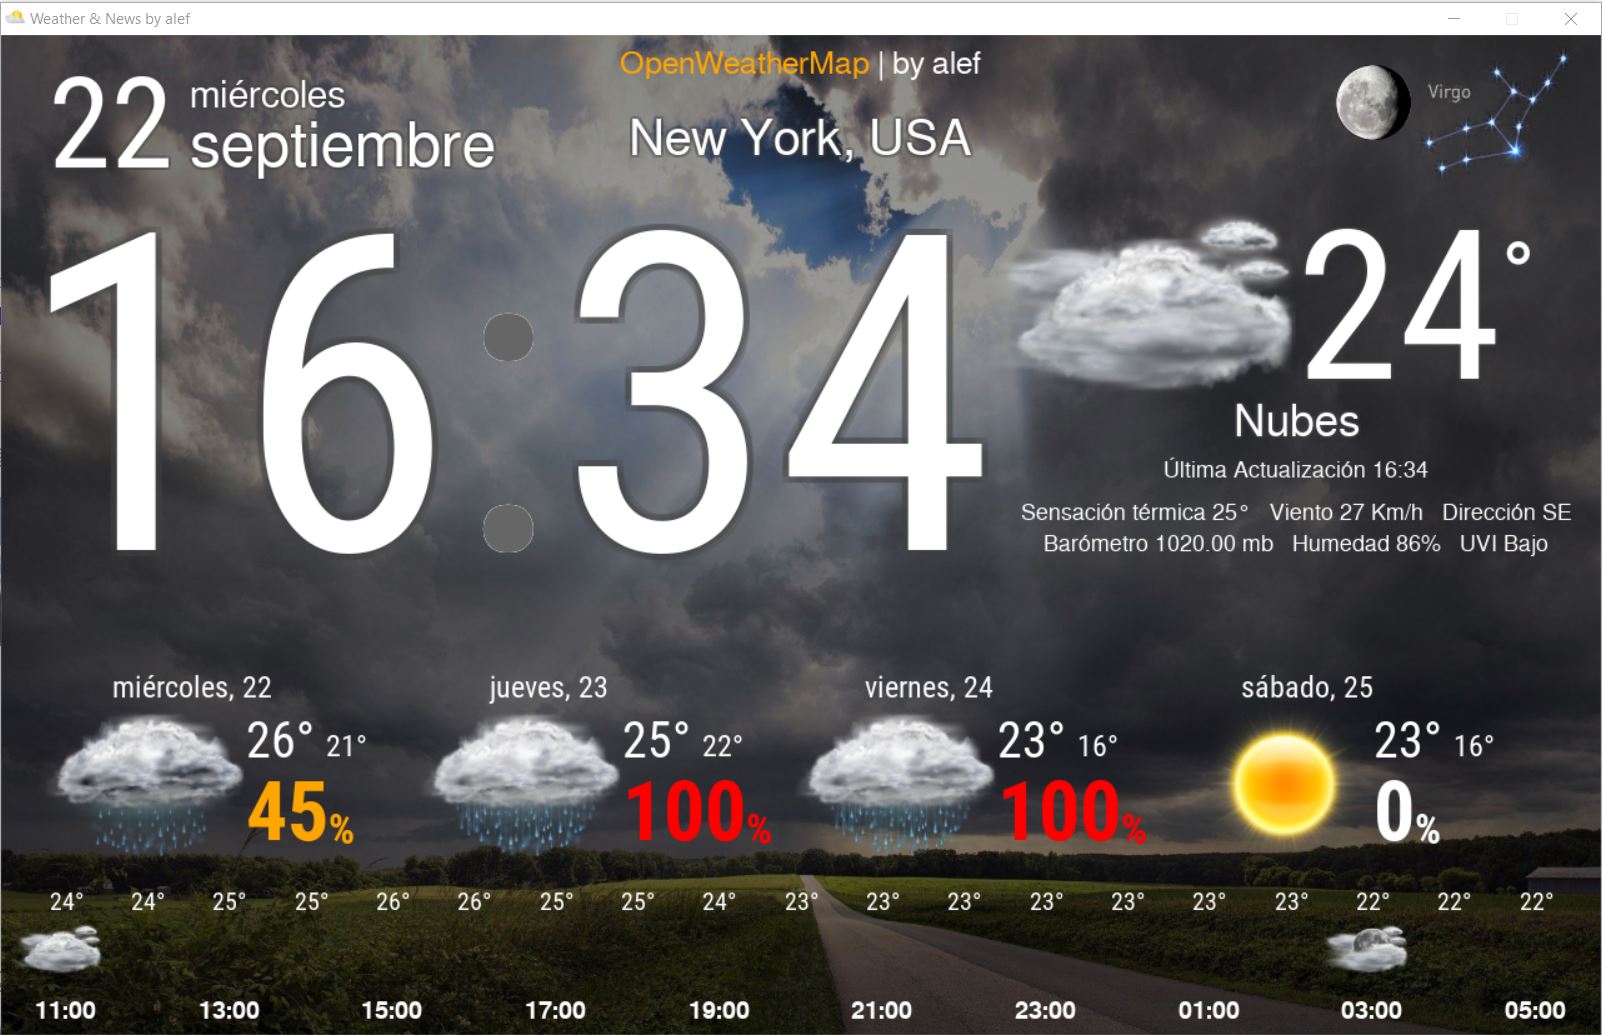 Weather & News by alef
OpenWeatherMap | by alef
22 miércoles
septiembre
New York, USA
Virgo
16:34
24°
Nubes
Última Actualización 16:34
Sensación térmica 25° Viento 27 Km/h Dirección SE
Barómetro 1020.00 mb Humedad 86% UVI Bajo
miércoles, 22
26° 21°
45%
jueves, 23
25° 22°
100%
viernes, 24
23° 16°
100%
sábado, 25
23° 16°
0%
24° 24° 25° 25° 26° 26° 25° 25° 24° 23° 23° 23° 23° 23° 23° 23° 22° 22° 22°
11:00 13:00 15:00 17:00 19:00 21:00 23:00 01:00 03:00 05:00